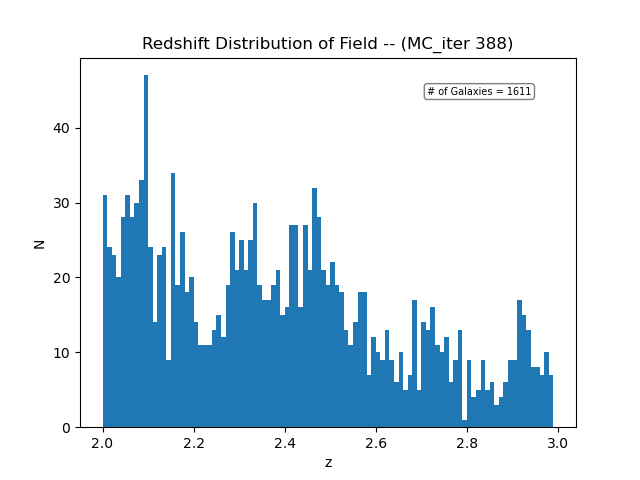 Redshift Distribution of Field -- (MC_iter 388)
# of Galaxies = 1611
N
40
30
20
10
0
2.0 2.2 2.4 2.6 2.8 3.0
z